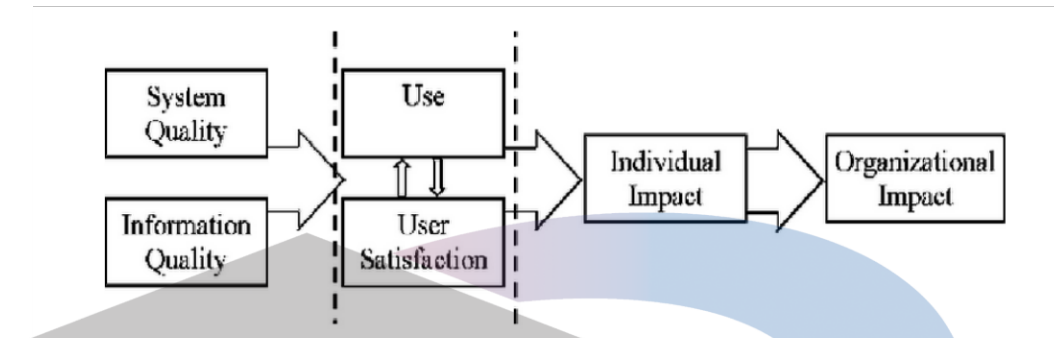 System
Quality
Information
Quality
Use
User
Satisfaction
Individual
Impact
Organizational
Impact